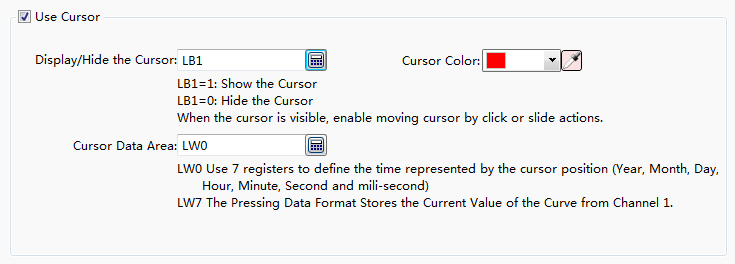 Use Cursor
Display/Hide the Cursor: LB1 Cursor Color:
LB1=1: Show the Cursor
LB1=0: Hide the Cursor
When the cursor is visible, enable moving cursor by click or slide actions.
Cursor Data Area: LW0
LW0 Use 7 registers to define the time represented by the cursor position (Year, Month, Day,
Hour, Minute, Second and mili-second)
LW7 The Pressing Data Format Stores the Current Value of the Curve from Channel 1.